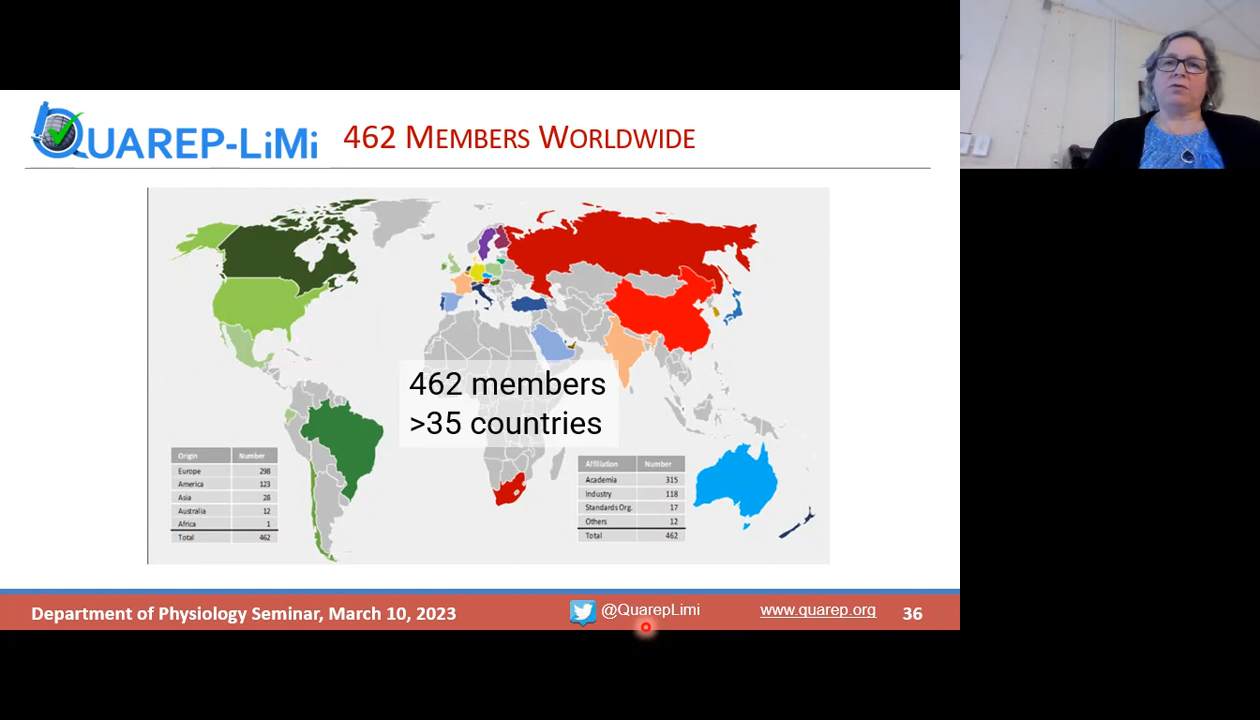 QUAREP-LiMi
462 MEMBERS WORLDWIDE
462 members
>35 countries
Origin Number
Europe 298
America 123
Asia 28
Australia 12
Africa 1
Total 462
Affiliation Number
Academia 315
Industry 118
Standards Org. 17
Others 12
Total 462
Department of Physiology Seminar, March 10, 2023
@QuarepLimi
www.quarep.org
36